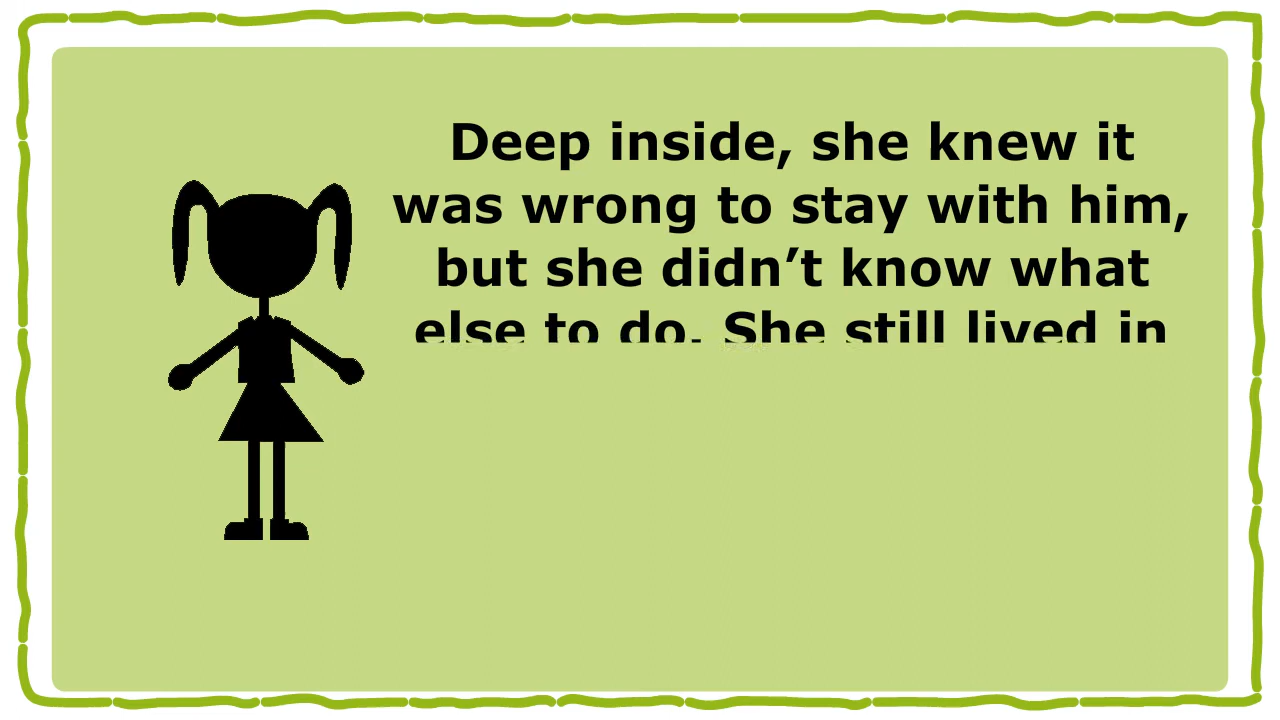 Deep inside, she knew it
was wrong to stay with him,
but she didn’t know what
else to do. She still lived in